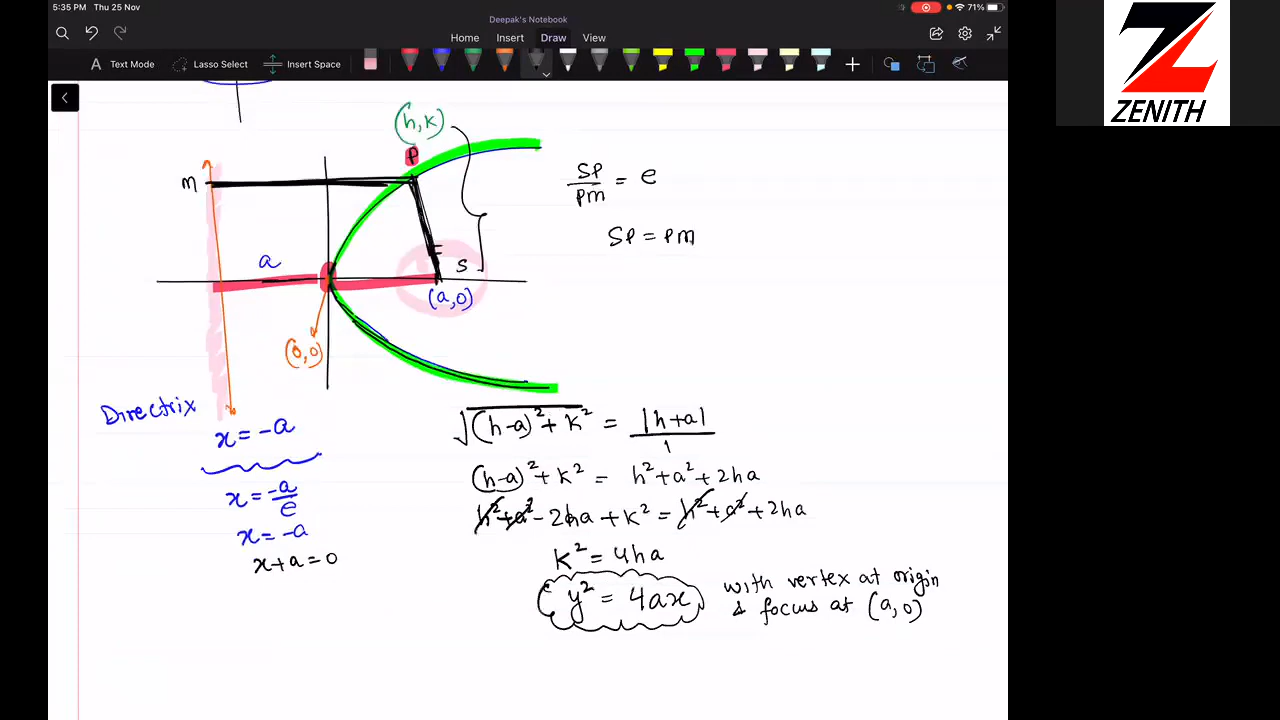 5:35 PM Thu 25 Nov
71%
Deepak's Notebook
Home Insert Draw View
Text Mode Lasso Select Insert Space
ZENITH
(h,k)
P
m
SP/PM = e
SP = PM
a
S
(a,0)
(0,0)
Directrix
x = -a
x = -a/e
x = -a
x+a=0
√((h-a)²+k²) = |h+a|/1
(h-a)²+k² = h²+a²+2ha
h²+a²-2ha+k² = h²+a²+2ha
k² = 4ha
y² = 4ax
with vertex at origin
& focus at (a,0)